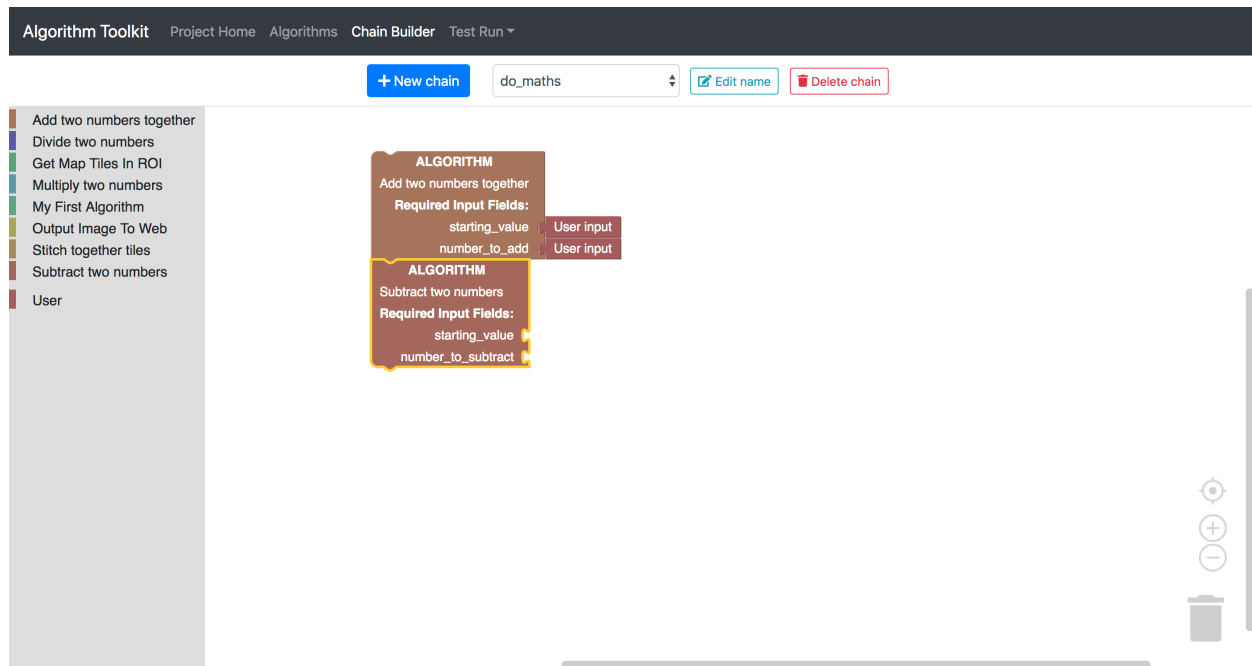 Algorithm Toolkit Project Home Algorithms Chain Builder Test Run
New chain do_maths Edit name Delete chain
Add two numbers together
Divide two numbers
Get Map Tiles In ROI
Multiply two numbers
My First Algorithm
Output Image To Web
Stitch together tiles
Subtract two numbers
User
ALGORITHM
Add two numbers together
Required Input Fields:
starting_value User input
number_to_add User input
ALGORITHM
Subtract two numbers
Required Input Fields:
starting_value
number_to_subtract